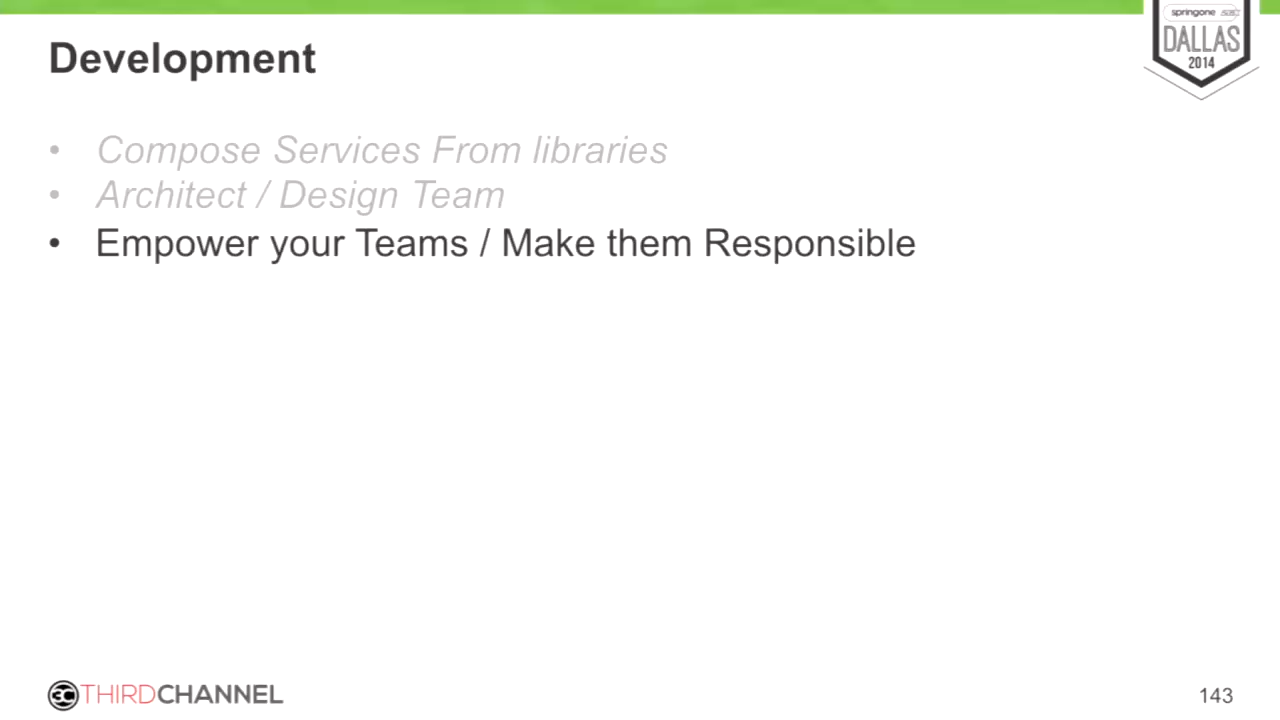 springone
DALLAS
2014
Development
• Compose Services From libraries
• Architect / Design Team
• Empower your Teams / Make them Responsible
3C THIRDCHANNEL
143